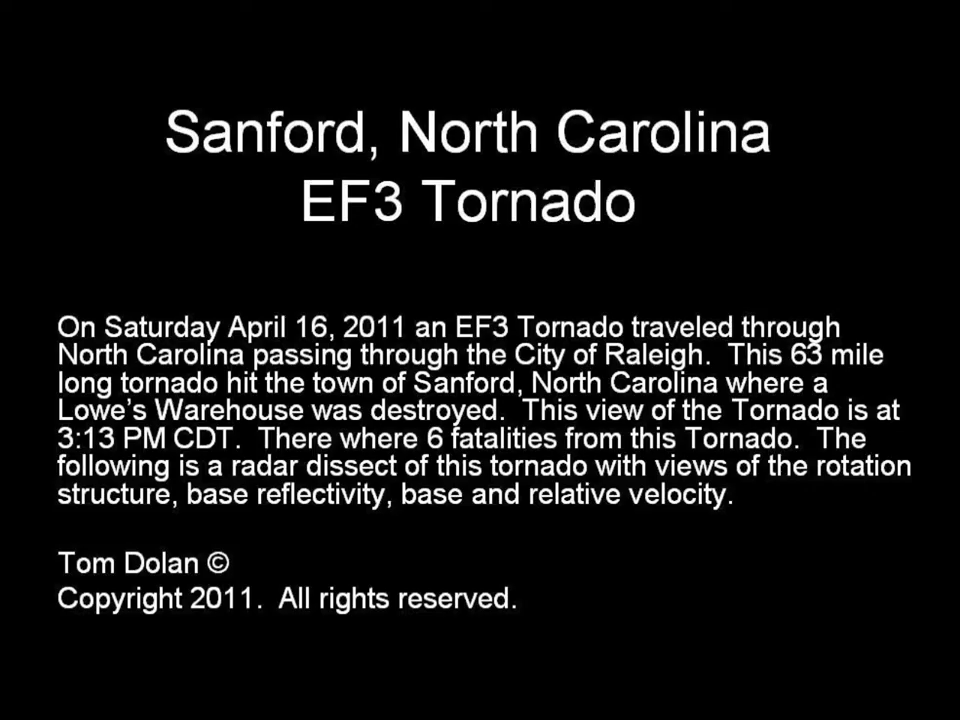 Sanford, North Carolina
EF3 Tornado
On Saturday April 16, 2011 an EF3 Tornado traveled through
North Carolina passing through the City of Raleigh.  This 63 mile
long tornado hit the town of Sanford, North Carolina where a
Lowe's Warehouse was destroyed.  This view of the Tornado is at
3:13 PM CDT.  There where 6 fatalities from this Tornado.  The
following is a radar dissect of this tornado with views of the rotation
structure, base reflectivity, base and relative velocity.
Tom Dolan ©
Copyright 2011.  All rights reserved.